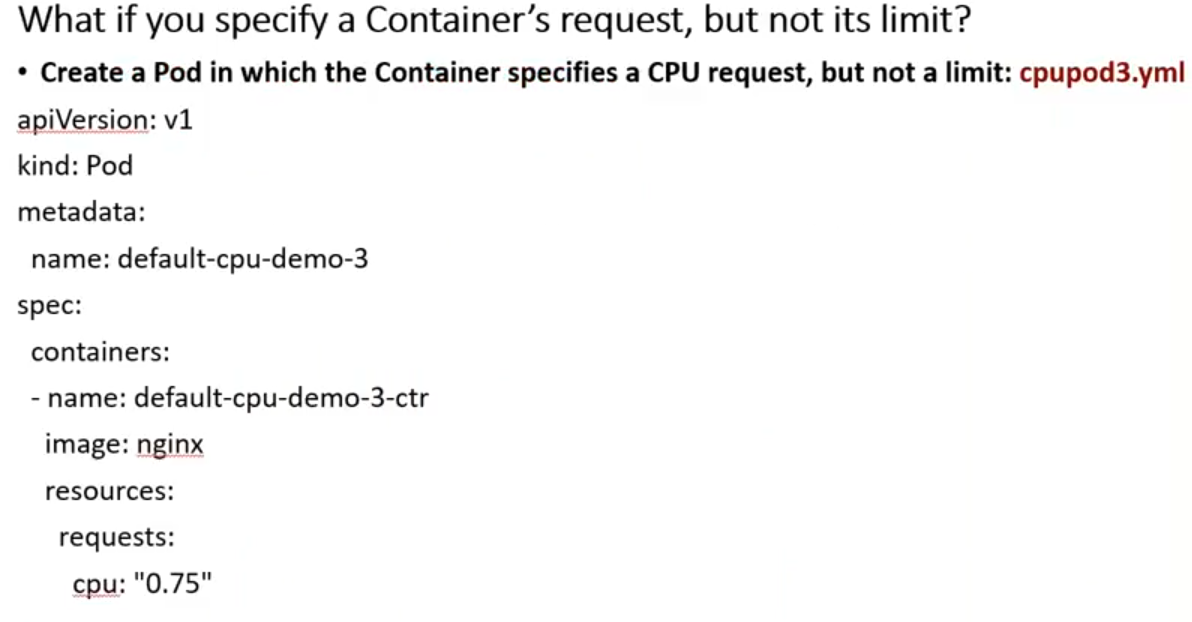 What if you specify a Container’s request, but not its limit?
• Create a Pod in which the Container specifies a CPU request, but not a limit: cpupod3.yml
apiVersion: v1
kind: Pod
metadata:
  name: default-cpu-demo-3
spec:
  containers:
  - name: default-cpu-demo-3-ctr
    image: nginx
    resources:
      requests:
        cpu: "0.75"